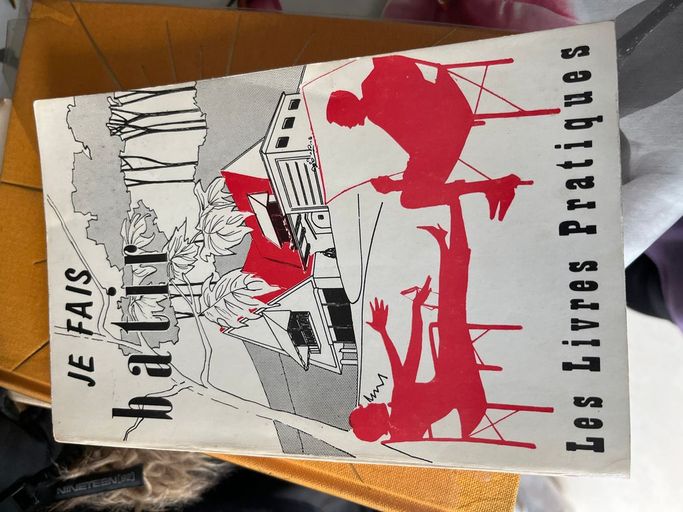 JE FAIS
bâtir
Les Livres Pratiques
NINETEEN